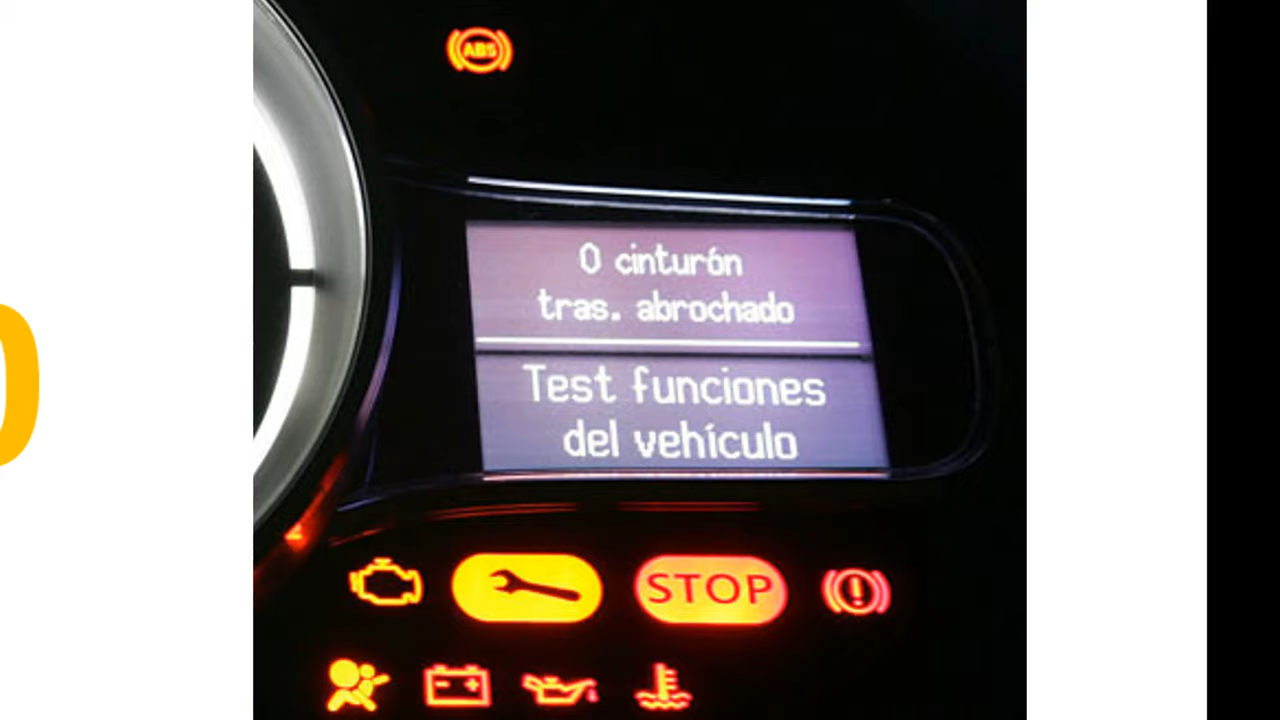 ABS
0 cinturón
tras. abrochado
Test funciones
del vehículo
STOP